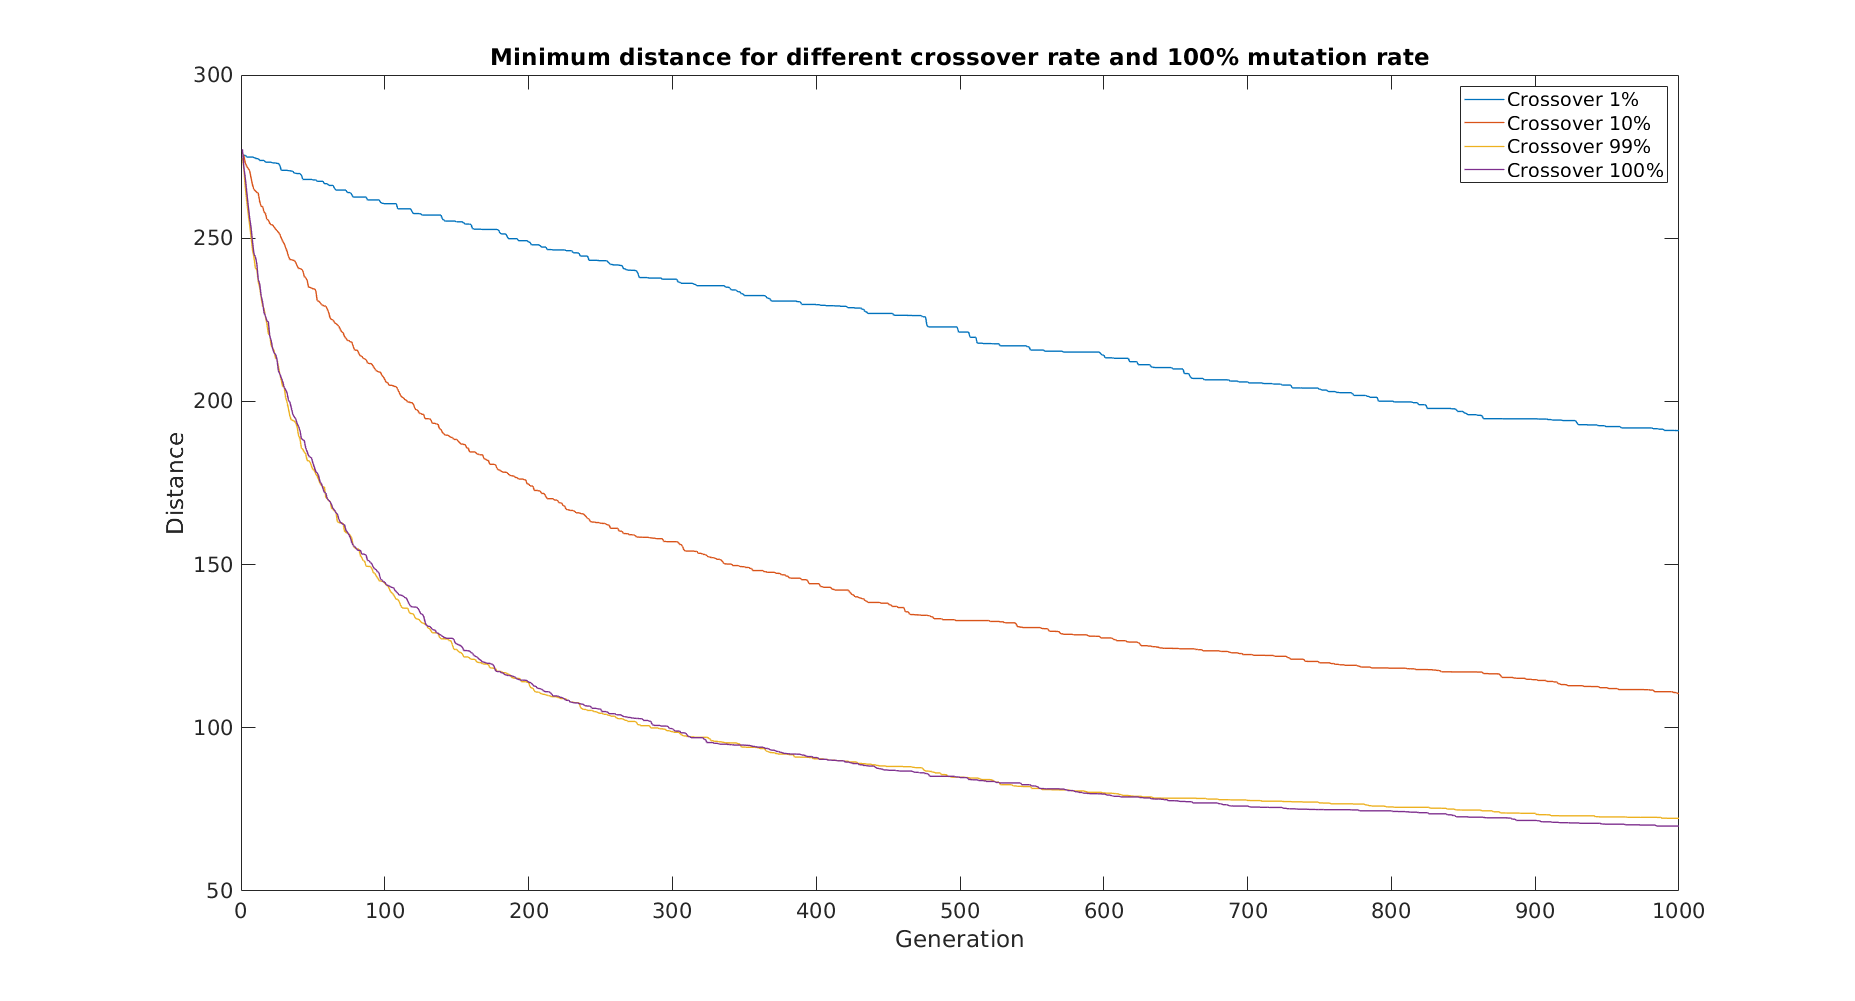 Minimum distance for different crossover rate and 100% mutation rate
300
250
200
150
100
50
Distance
Crossover 1%
Crossover 10%
Crossover 99%
Crossover 100%
0 100 200 300 400 500 600 700 800 900 1000
Generation